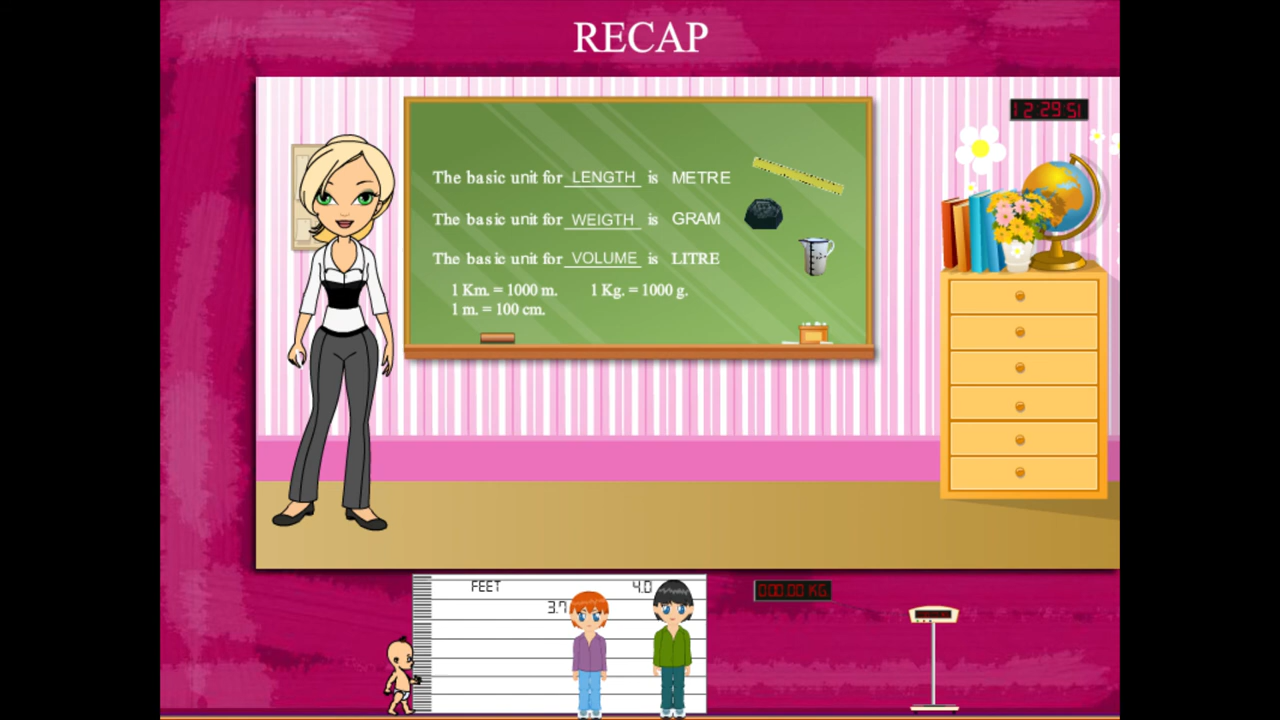 RECAP
12:29:51
The basic unit for LENGTH is METRE
The basic unit for WEIGTH is GRAM
The basic unit for VOLUME is LITRE
1 Km. = 1000 m. 1 Kg. = 1000 g.
1 m. = 100 cm.
FEET 4.0
3.7
000.00 KG